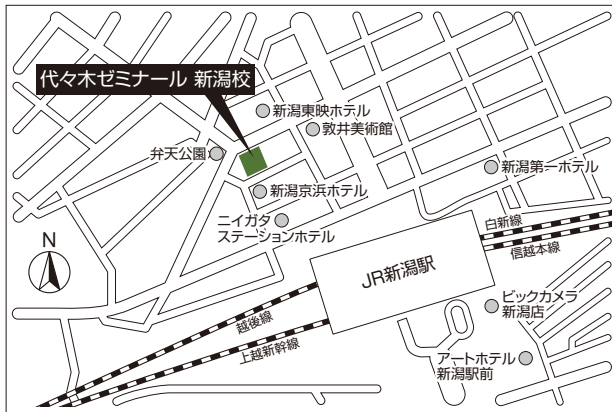 代々木ゼミナール 新潟校
新潟東映ホテル
敦井美術館
弁天公園
新潟第一ホテル
新潟京浜ホテル
ニイガタ
ステーションホテル
白新線
信越本線
N
JR新潟駅
ビックカメラ
新潟店
越後線
上越新幹線
アートホテル
新潟駅前